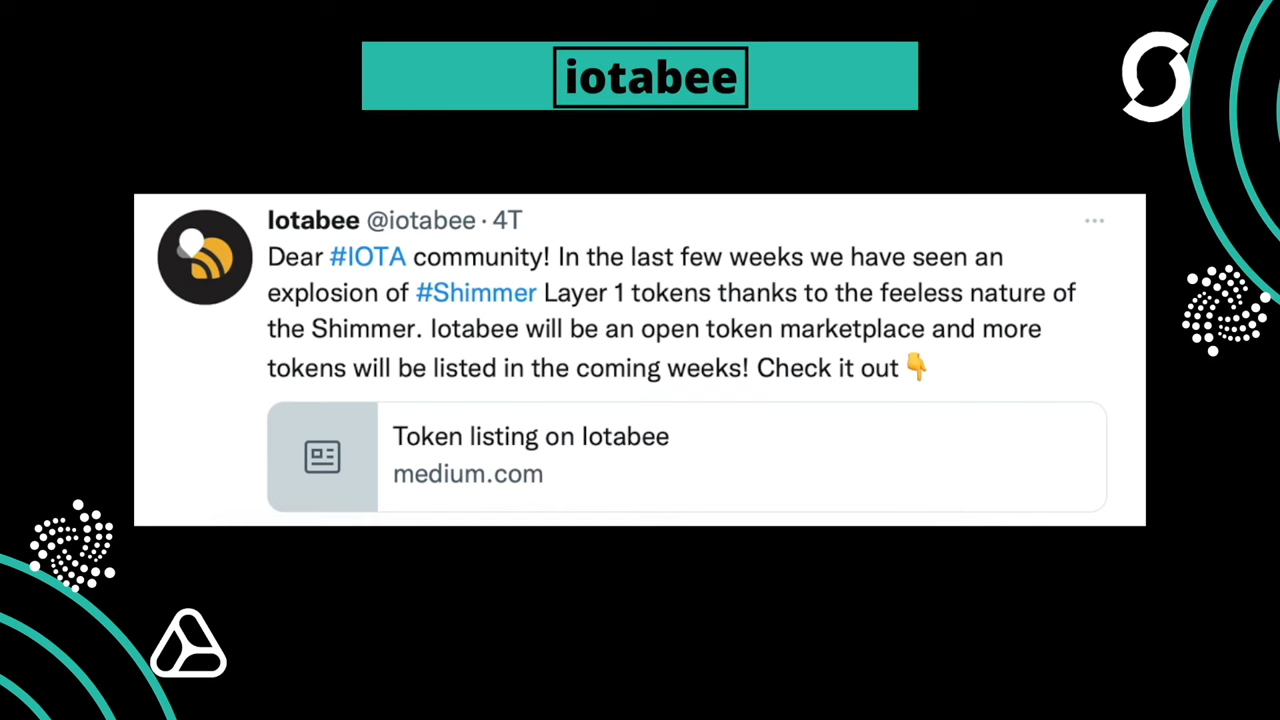 iotabee
Iotabee @iotabee · 4T
Dear #IOTA community! In the last few weeks we have seen an
explosion of #Shimmer Layer 1 tokens thanks to the feeless nature of
the Shimmer. Iotabee will be an open token marketplace and more
tokens will be listed in the coming weeks! Check it out 👇
Token listing on Iotabee
medium.com